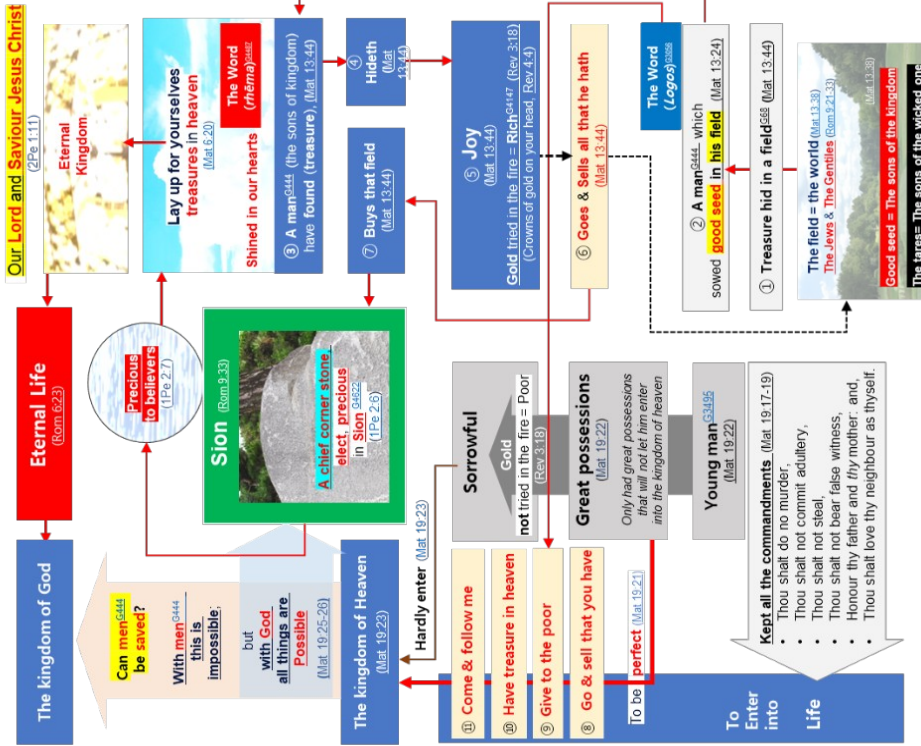 Our Lord and Saviour Jesus Christ
(2Pe 1:11)
The kingdom of God
Eternal Life
(Rom 6:23)
Eternal
Kingdom
Can menG444
be saved?
With menG444
this is
impossible;
but
with God
all things are
Possible
(Mat 19:25-26)
Precious
to believers
(1Pe 2:7)
Lay up for yourselves
treasures in heaven
(Mat 6:20)
The Word
(rhēma)G4487
Shined in our hearts
Sion (Rom 9:33)
A chief corner stone,
elect, precious
in Sion G4622
(1Pe 2:6)
③ A manG444 (the sons of kingdom)
have found (treasure), (Mat 13:44)
The kingdom of Heaven
(Mat 19:23)
⑦ Buys that field
(Mat 13:44)
④
Hideth
(Mat
13:44)
Hardly enter (Mat 19:23)
⑪ Come & follow me
⑩ Have treasure in heaven
⑨ Give to the poor
⑧ Go & sell that you have
Sorrowful
Gold
not tried in the fire = Poor
(Rev 3:18)
⑤ Joy
(Mat 13:44)
Gold tried in the fire = RichG4147 (Rev 3:18)
(Crowns of gold on your head, Rev 4:4)
Great possessions
(Mat 19:22)
Only had great possessions
that will not let him enter
into the kingdom of heaven
⑥ Goes & Sells all that he hath
(Mat 13:44)
To be perfect (Mat 19:21)
The Word
(Logos)G3056
Young manG3495
(Mat 19:22)
② A manG444 which
sowed good seed in his field (Mat 13:24)
① Treasure hid in a fieldG68 (Mat 13:44)
To
Enter
into
Life
Kept all the commandments (Mat 19:17-19)
• Thou shalt do no murder,
• Thou shalt not commit adultery,
• Thou shalt not steal,
• Thou shalt not bear false witness,
• Honour thy father and thy mother: and,
• Thou shalt love thy neighbour as thyself.
The field = the world (Mat 13:38)
The Jews & The Gentiles (Rom 9:21-33)
(Mat 13:38)
Good seed = The sons of the kingdom
The tares= The sons of the wicked one